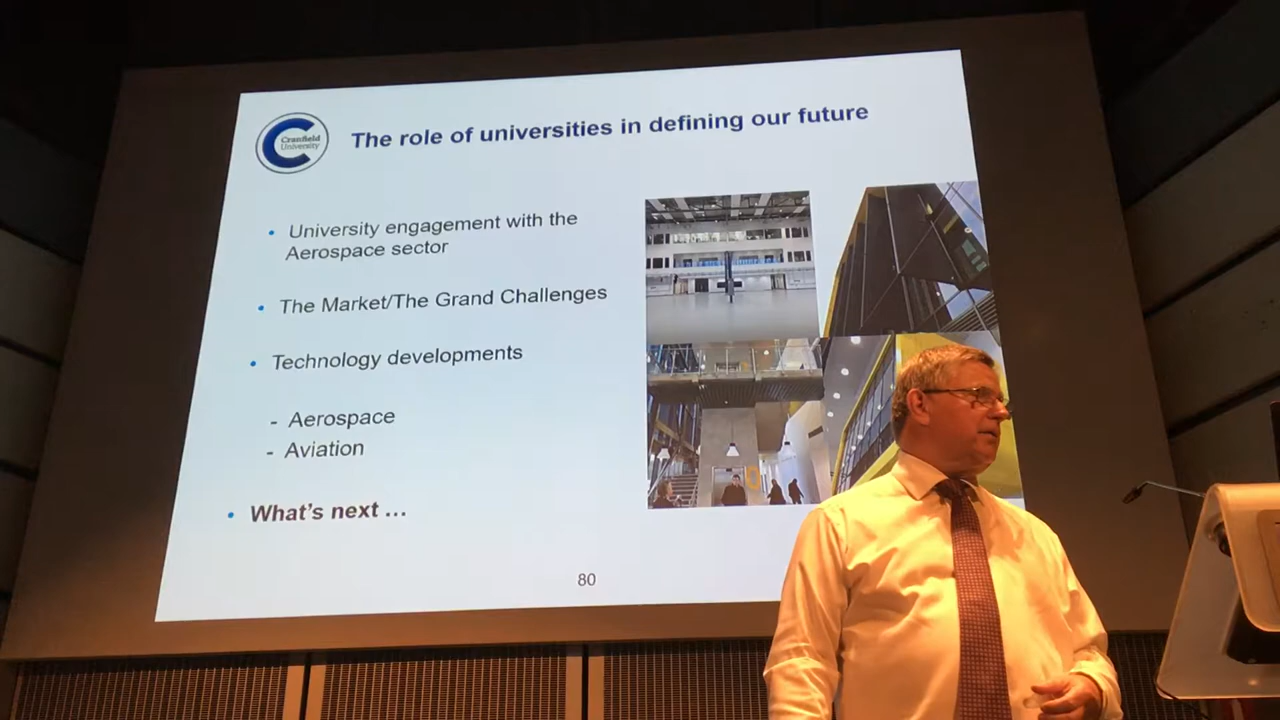 Cranfield
University
The role of universities in defining our future
• University engagement with the
Aerospace sector
• The Market/The Grand Challenges
• Technology developments
- Aerospace
- Aviation
• What's next ...
80